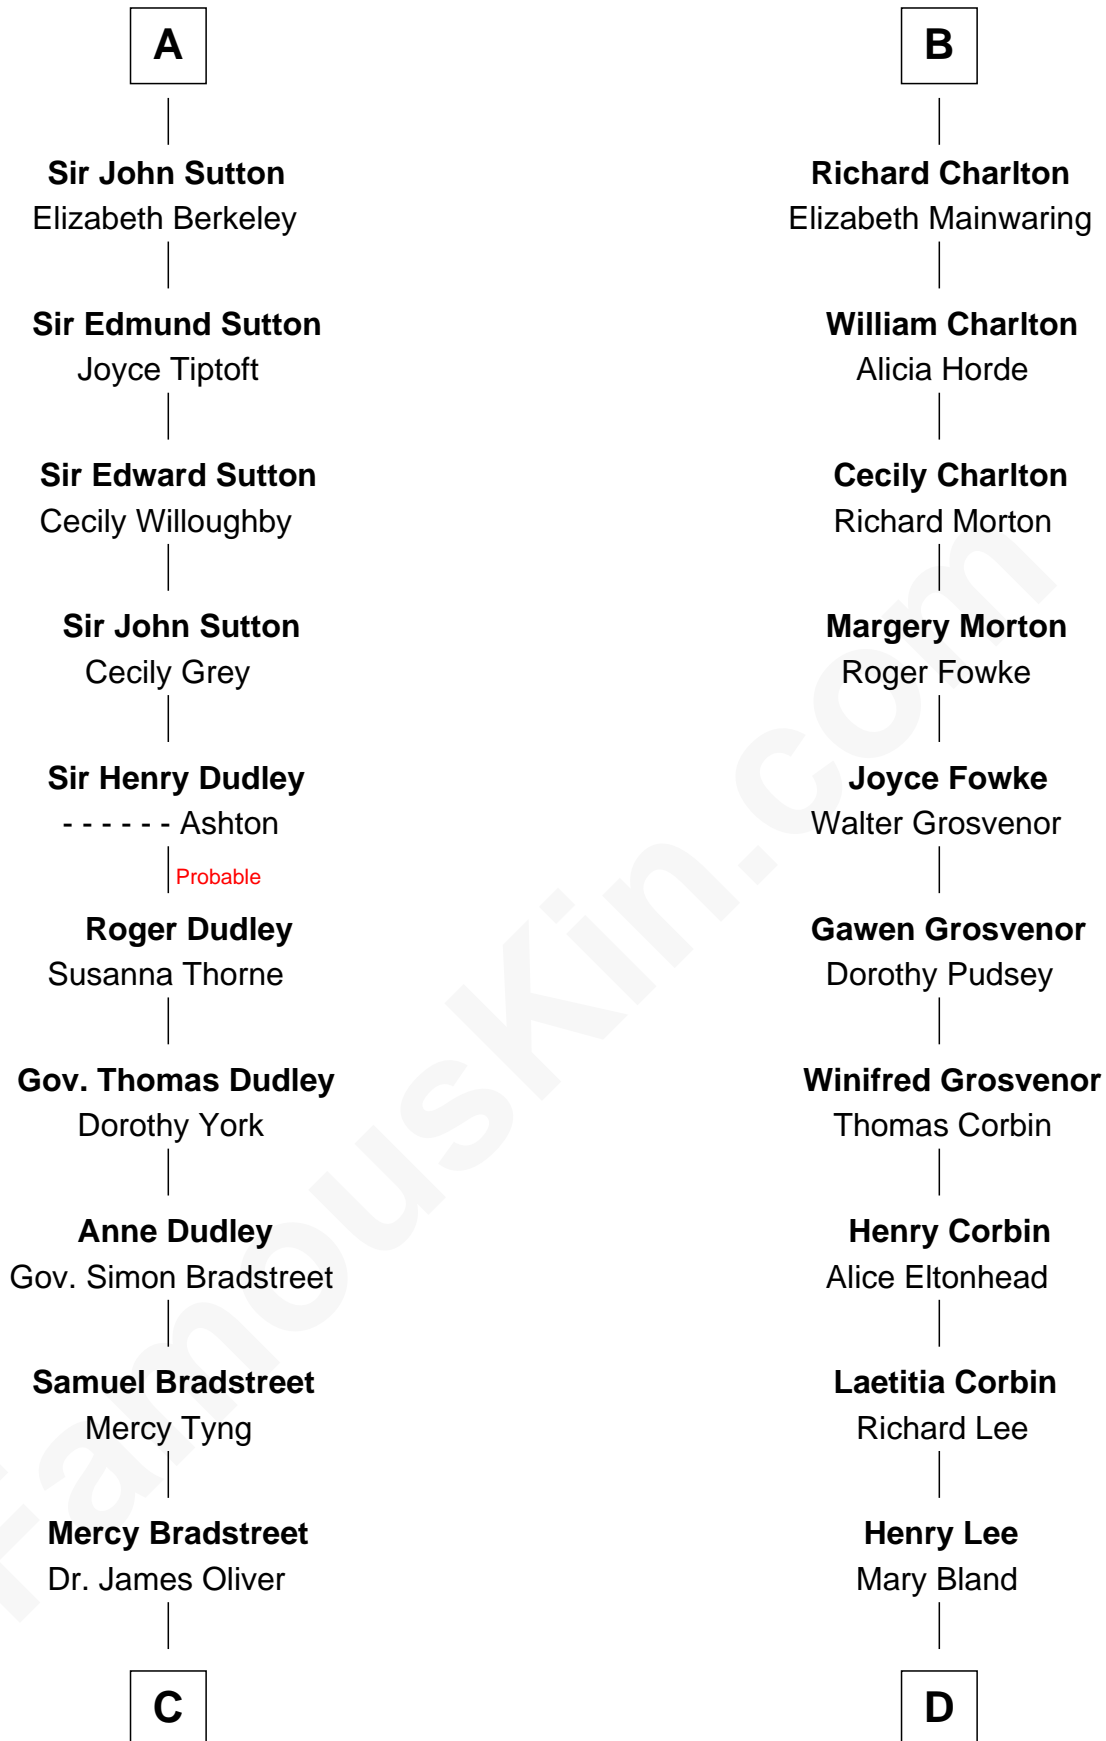 A
Sir John Sutton
Elizabeth Berkeley
Sir Edmund Sutton
Joyce Tiptoft
Sir Edward Sutton
Cecily Willoughby
Sir John Sutton
Cecily Grey
Sir Henry Dudley
- - - - - - Ashton
Probable
Roger Dudley
Susanna Thorne
Gov. Thomas Dudley
Dorothy York
Anne Dudley
Gov. Simon Bradstreet
Samuel Bradstreet
Mercy Tyng
Mercy Bradstreet
Dr. James Oliver
C
B
Richard Charlton
Elizabeth Mainwaring
William Charlton
Alicia Horde
Cecily Charlton
Richard Morton
Margery Morton
Roger Fowke
Joyce Fowke
Walter Grosvenor
Gawen Grosvenor
Dorothy Pudsey
Winifred Grosvenor
Thomas Corbin
Henry Corbin
Alice Eltonhead
Laetitia Corbin
Richard Lee
Henry Lee
Mary Bland
D
FamousKin.com